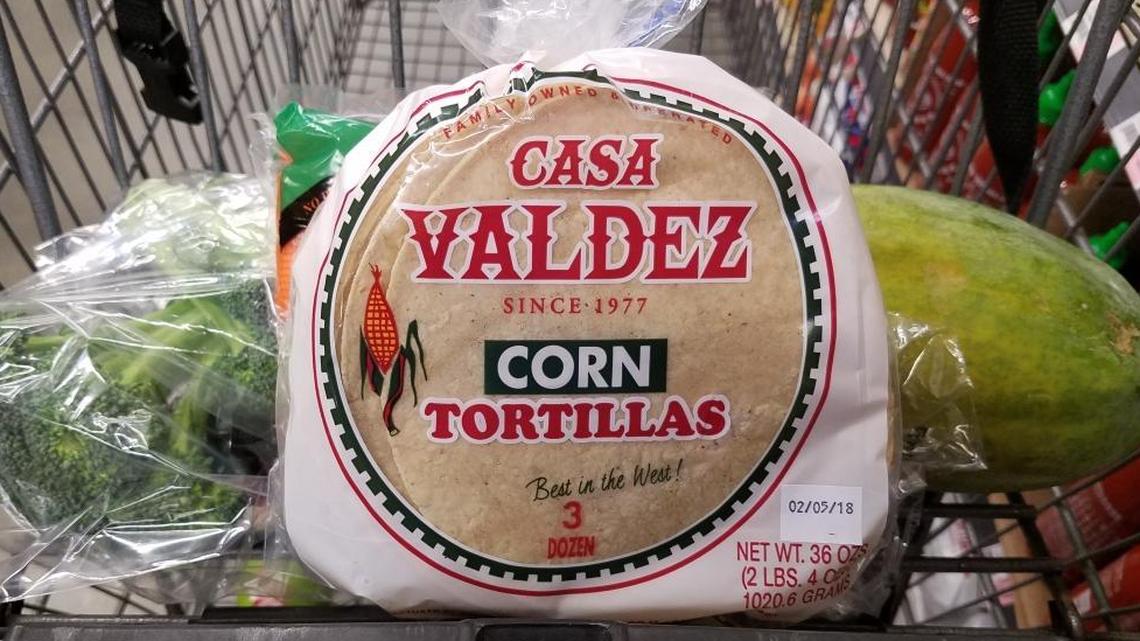 FAMILY OWNED & OPERATED
CASA
VALDEZ
SINCE·1977
CORN
TORTILLAS
Best in the West!
3
DOZEN
02/05/18
NET WT. 36 OZS
(2 LBS. 4
1020.6 GRAMS
NO